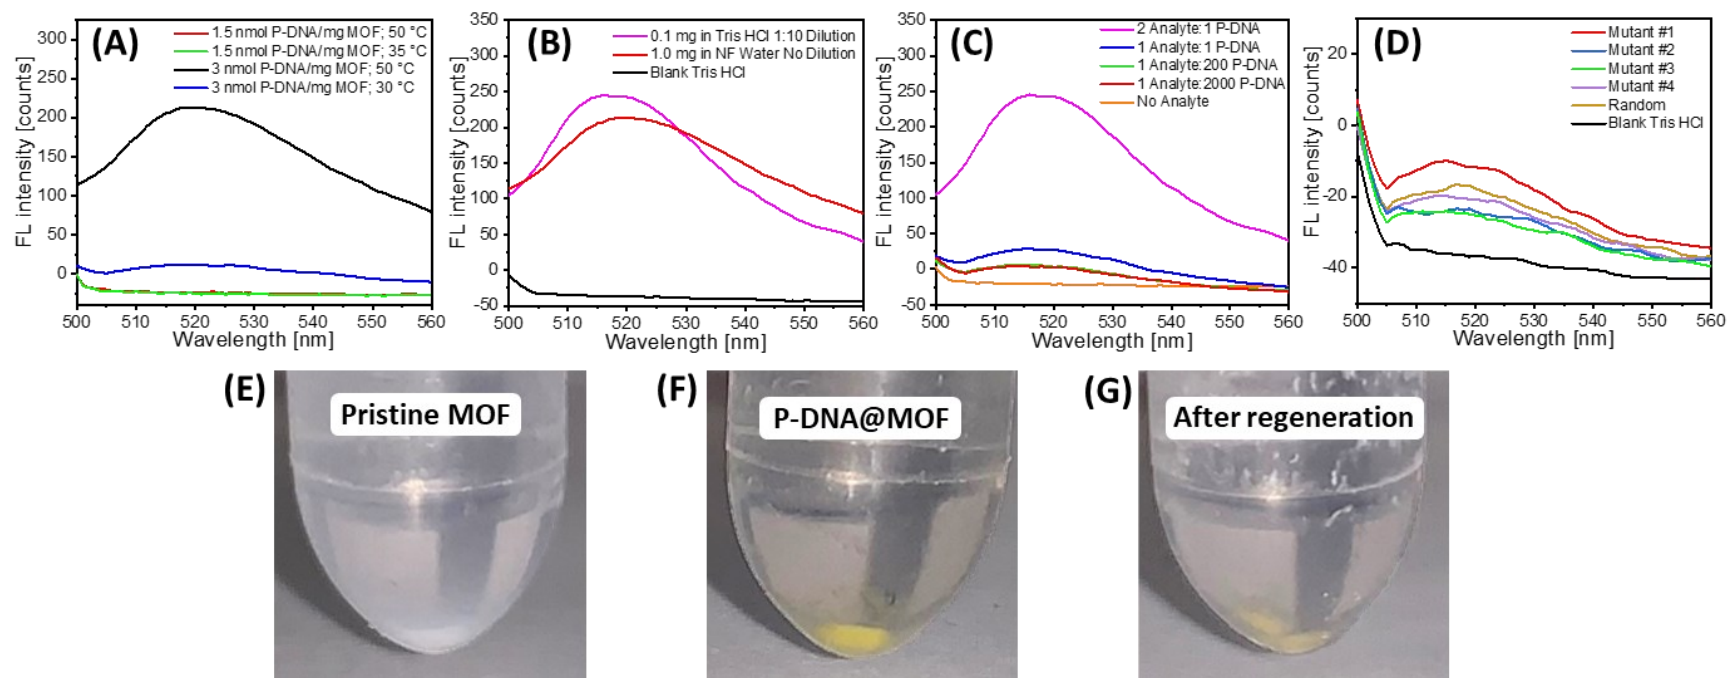 (A)
1.5 nmol P-DNA/mg MOF; 50 °C
1.5 nmol P-DNA/mg MOF; 35 °C
3 nmol P-DNA/mg MOF; 50 °C
3 nmol P-DNA/mg MOF; 30 °C
300
250
200
150
100
50
0
FL intensity [counts]
500 510 520 530 540 550 560
Wavelength [nm]
(B)
0.1 mg in Tris HCl 1:10 Dilution
1.0 mg in NF Water No Dilution
Blank Tris HCl
350
300
250
200
150
100
50
0
-50
FL intensity [counts]
500 510 520 530 540 550 560
Wavelength [nm]
(C)
2 Analyte:1 P-DNA
1 Analyte:1 P-DNA
1 Analyte:200 P-DNA
1 Analyte:2000 P-DNA
No Analyte
350
300
250
200
150
100
50
0
-50
FL intensity [counts]
500 510 520 530 540 550 560
Wavelength [nm]
(D)
Mutant #1
Mutant #2
Mutant #3
Mutant #4
Random
Blank Tris HCl
20
0
-20
-40
FL intensity [counts]
500 510 520 530 540 550 560
Wavelength [nm]
(E)
Pristine MOF
(F)
P-DNA@MOF
(G)
After regeneration